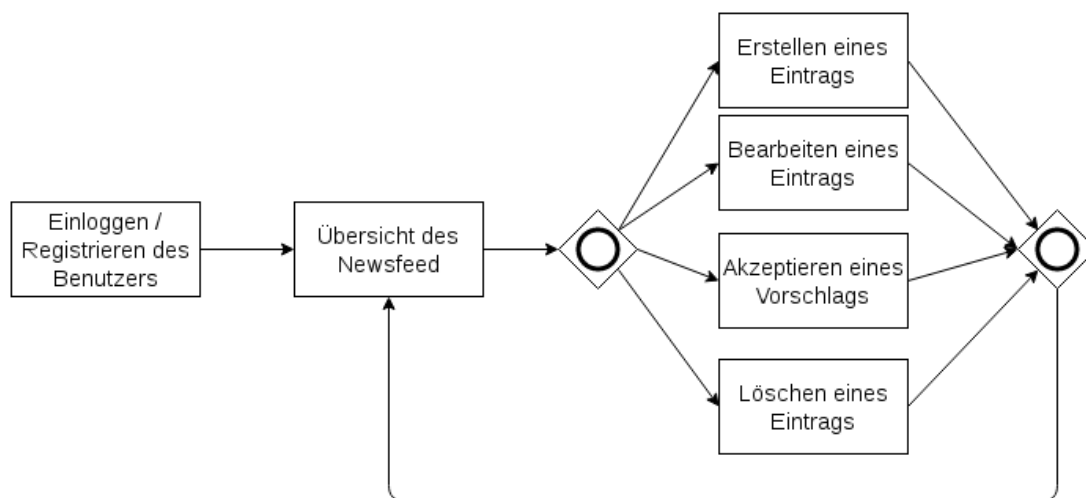 Erstellen eines
Eintrags
Bearbeiten eines
Eintrags
Einloggen /
Registrieren des
Benutzers
Übersicht des
Newsfeed
Akzeptieren eines
Vorschlags
Löschen eines
Eintrags